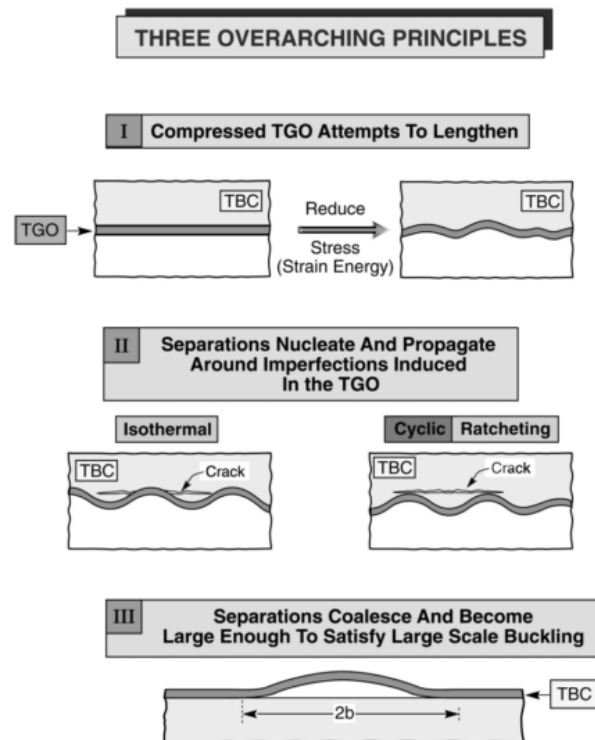 THREE OVERARCHING PRINCIPLES
I Compressed TGO Attempts To Lengthen
TBC
TBC
TGO
Reduce
Stress
(Strain Energy)
II Separations Nucleate And Propagate
Around Imperfections Induced
In the TGO
Isothermal
Cyclic Ratcheting
TBC
Crack
TBC
Crack
III Separations Coalesce And Become
Large Enough To Satisfy Large Scale Buckling
TBC
2b